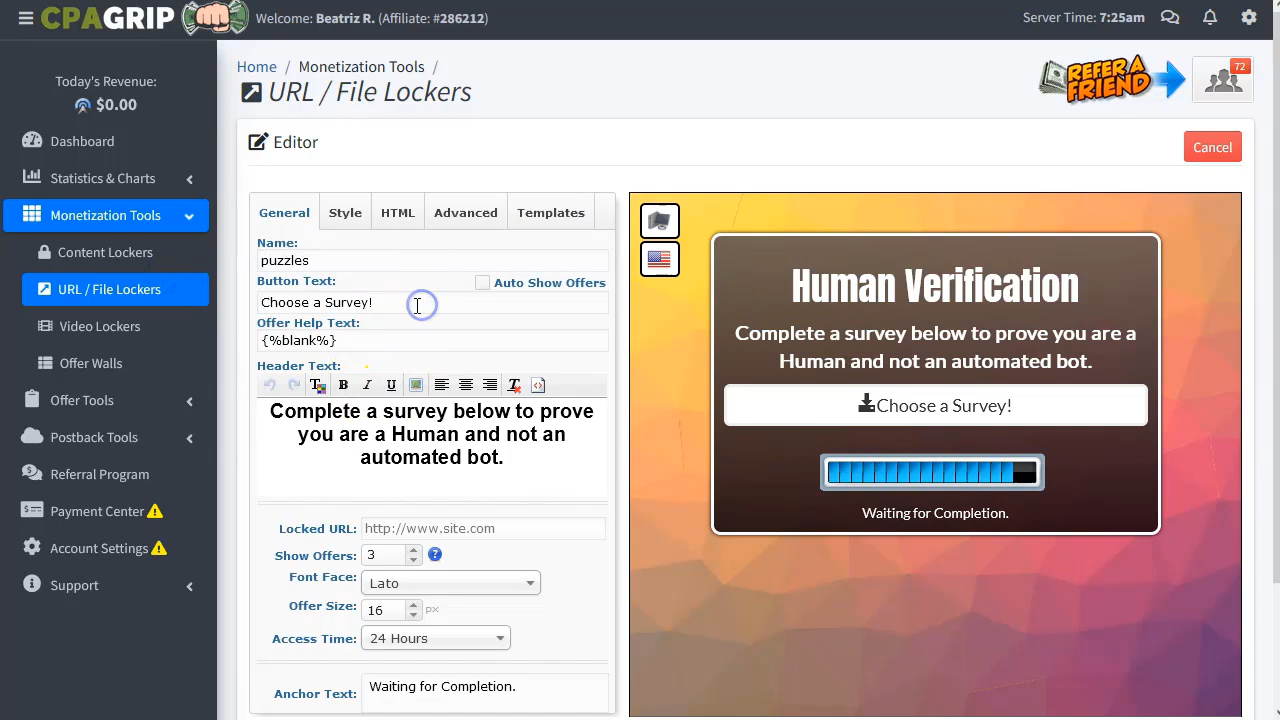 CPAGRIP Welcome: Beatriz R. (Affiliate: #286212) Server Time: 7:25am
Today's Revenue:
$0.00
Dashboard
Statistics & Charts
Monetization Tools
Content Lockers
URL / File Lockers
Video Lockers
Offer Walls
Offer Tools
Postback Tools
Referral Program
Payment Center
Account Settings
Support
Home / Monetization Tools /
URL / File Lockers
REFER A
FRIEND
72
Editor
Cancel
General Style HTML Advanced Templates
Name:
puzzles
Button Text: Auto Show Offers
Choose a Survey!
Offer Help Text:
{%blank%}
Header Text:
B I U
Complete a survey below to prove
you are a Human and not an
automated bot.
Locked URL: http://www.site.com
Show Offers: 3 ?
Font Face: Lato
Offer Size: 16 px
Access Time: 24 Hours
Anchor Text: Waiting for Completion.
Human Verification
Complete a survey below to prove you are a
Human and not an automated bot.
Choose a Survey!
Waiting for Completion.